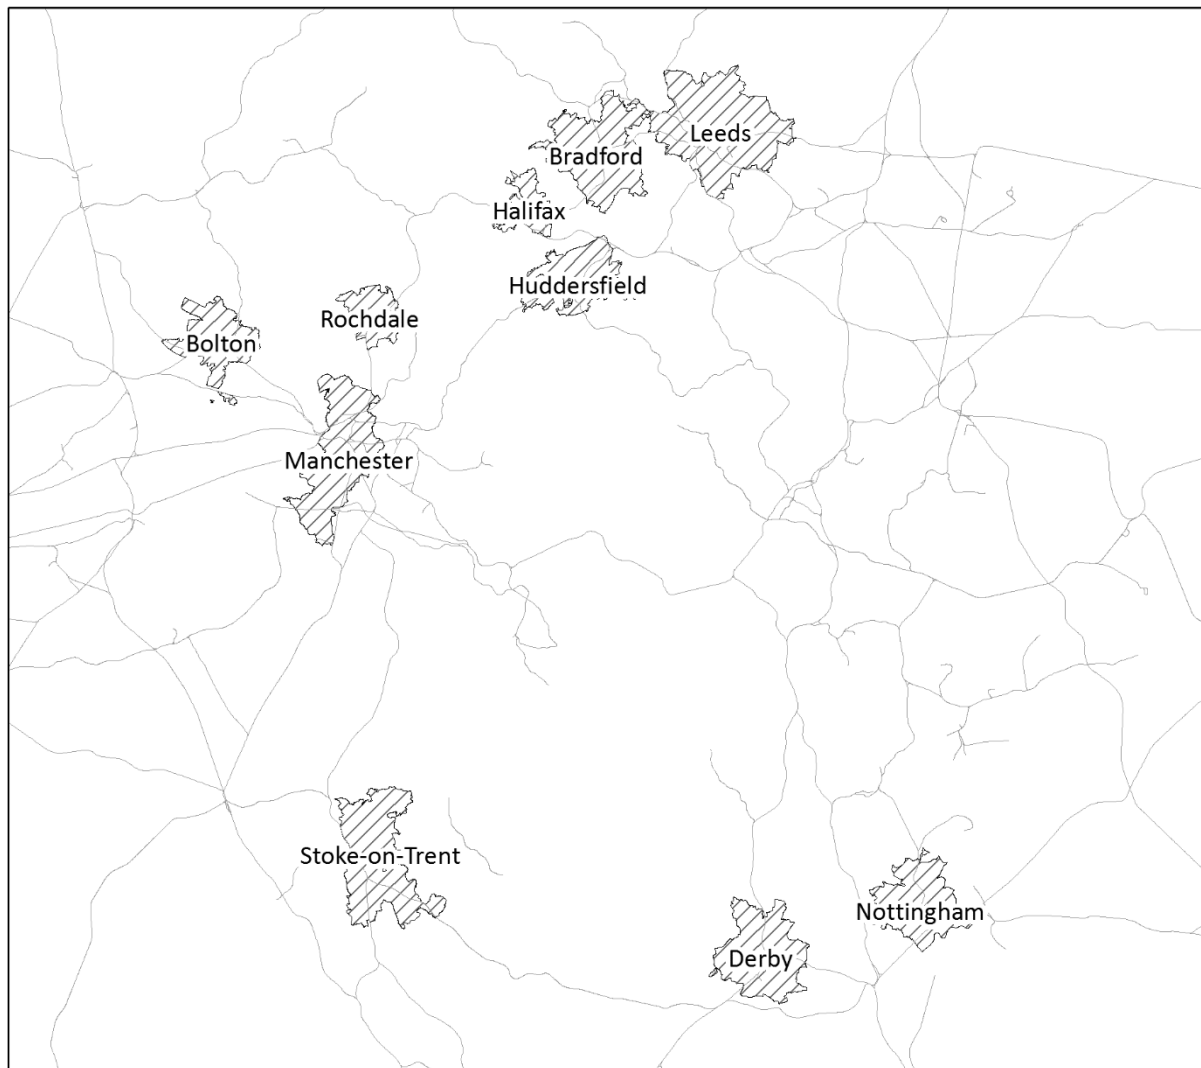 Leeds
Bradford
Halifax
Huddersfield
Rochdale
Bolton
Manchester
Stoke-on-Trent
Nottingham
Derby